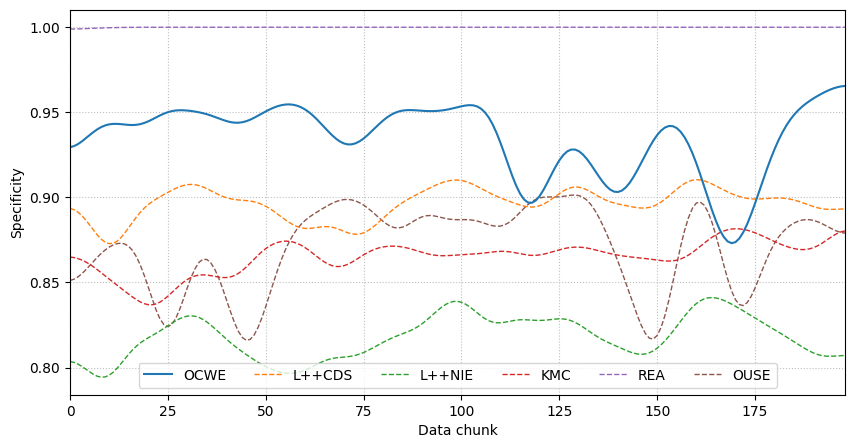 1.00
0.95
0.90
0.85
0.80
Specificity
OCWE L++CDS L++NIE KMC REA OUSE
0 25 50 75 100 125 150 175
Data chunk